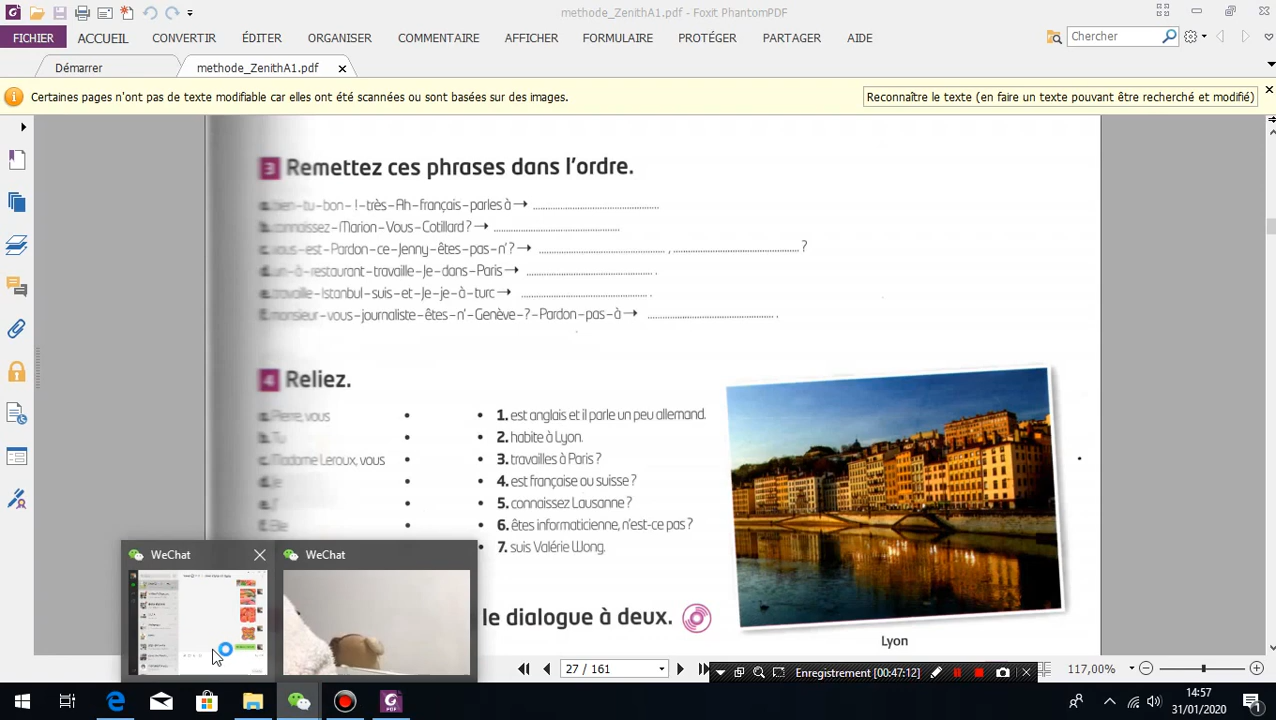 methode_ZenithA1.pdf - Foxit PhantomPDF
FICHIER ACCUEIL CONVERTIR ÉDITER ORGANISER COMMENTAIRE AFFICHER FORMULAIRE PROTÉGER PARTAGER AIDE Chercher
Démarrer methode_ZenithA1.pdf
Certaines pages n'ont pas de texte modifiable car elles ont été scannées ou sont basées sur des images. Reconnaître le texte (en faire un texte pouvant être recherché et modifié)
3 Remettez ces phrases dans l'ordre.
a. bien – tu – bon – ! – très – Ah – français – parles à → ..............
b. connaissez – Marion – Vous – Cotillard ? → ..............
c. vous – est – Pardon – ce – Jenny – êtes – pas – n' ? → .............. , .............. ?
d. un – à – restaurant – travaille – Je – dans – Paris → .............. .
e. travaille – Istanbul – suis – et – Je – je – à – turc → .............. .
f. monsieur – vous – journaliste – êtes – n' – Genève – ? – Pardon – pas – à → .............. .
4 Reliez.
a. Pierre, vous • • 1. est anglais et il parle un peu allemand.
b. Tu • • 2. habite à Lyon.
c. Madame Leroux, vous • • 3. travailles à Paris ?
d. • • 4. est française ou suisse ?
e. J' • • 5. connaissez Lausanne ?
Elle • • 6. êtes informaticienne, n'est-ce pas ?
• 7. suis Valérie Wong.
WeChat WeChat
le dialogue à deux.
Lyon
27 / 161 Enregistrement [00:47:12] 117,00%
14:57
31/01/2020